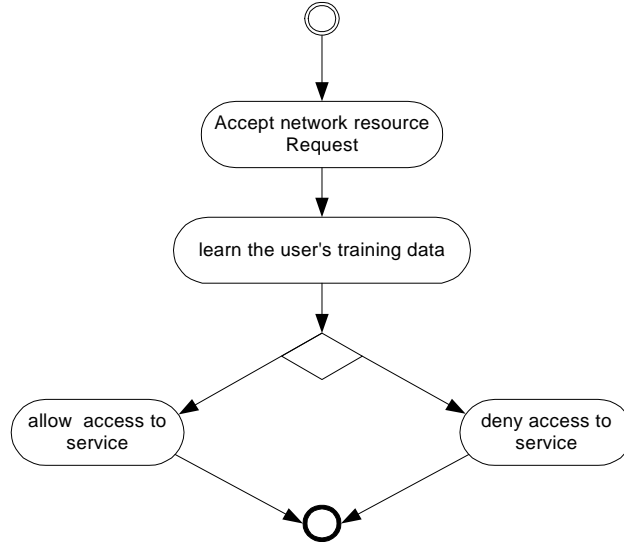 Accept network resource
Request
learn the user's training data
allow  access to
service
deny access to
service